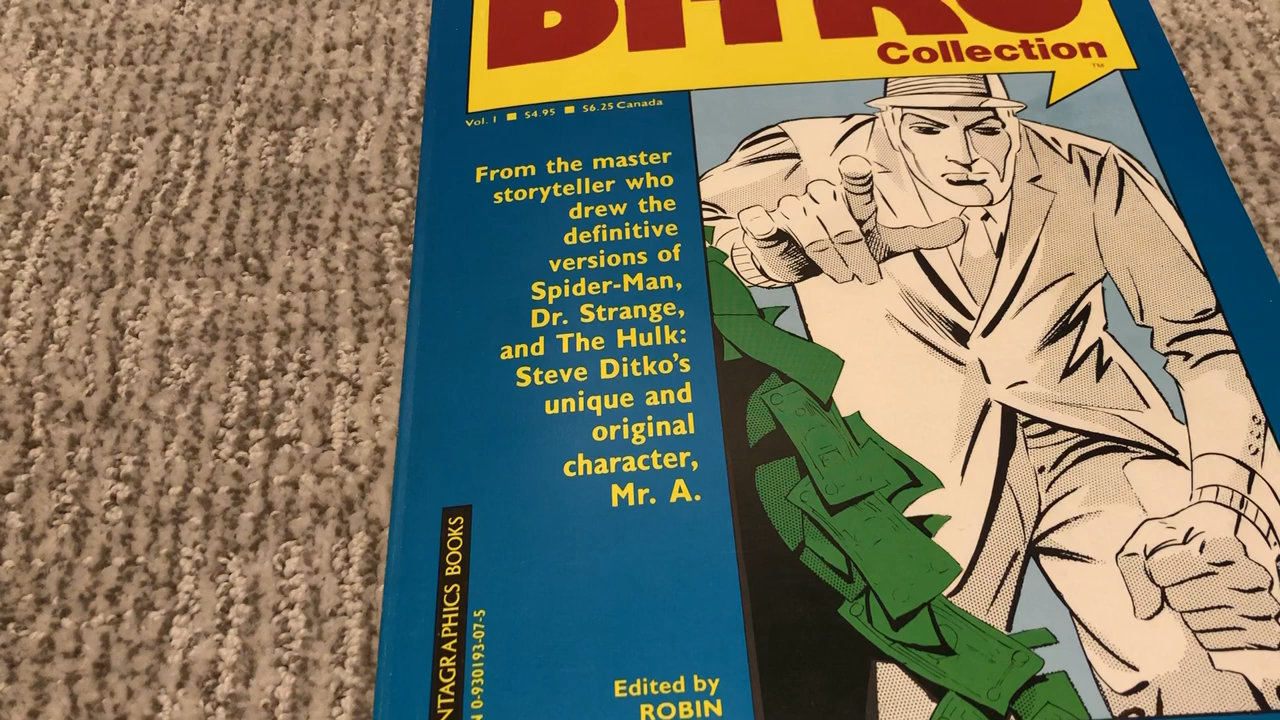 DITKO
Collection
TM
Vol. 1 ■ $4.95 ■ $6.25 Canada
From the master
storyteller who
drew the
definitive
versions of
Spider-Man,
Dr. Strange,
and The Hulk:
Steve Ditko's
unique and
original
character,
Mr. A.
NTAGRAPHICS BOOKS
N 0-930193-07-5
Edited by
ROBIN